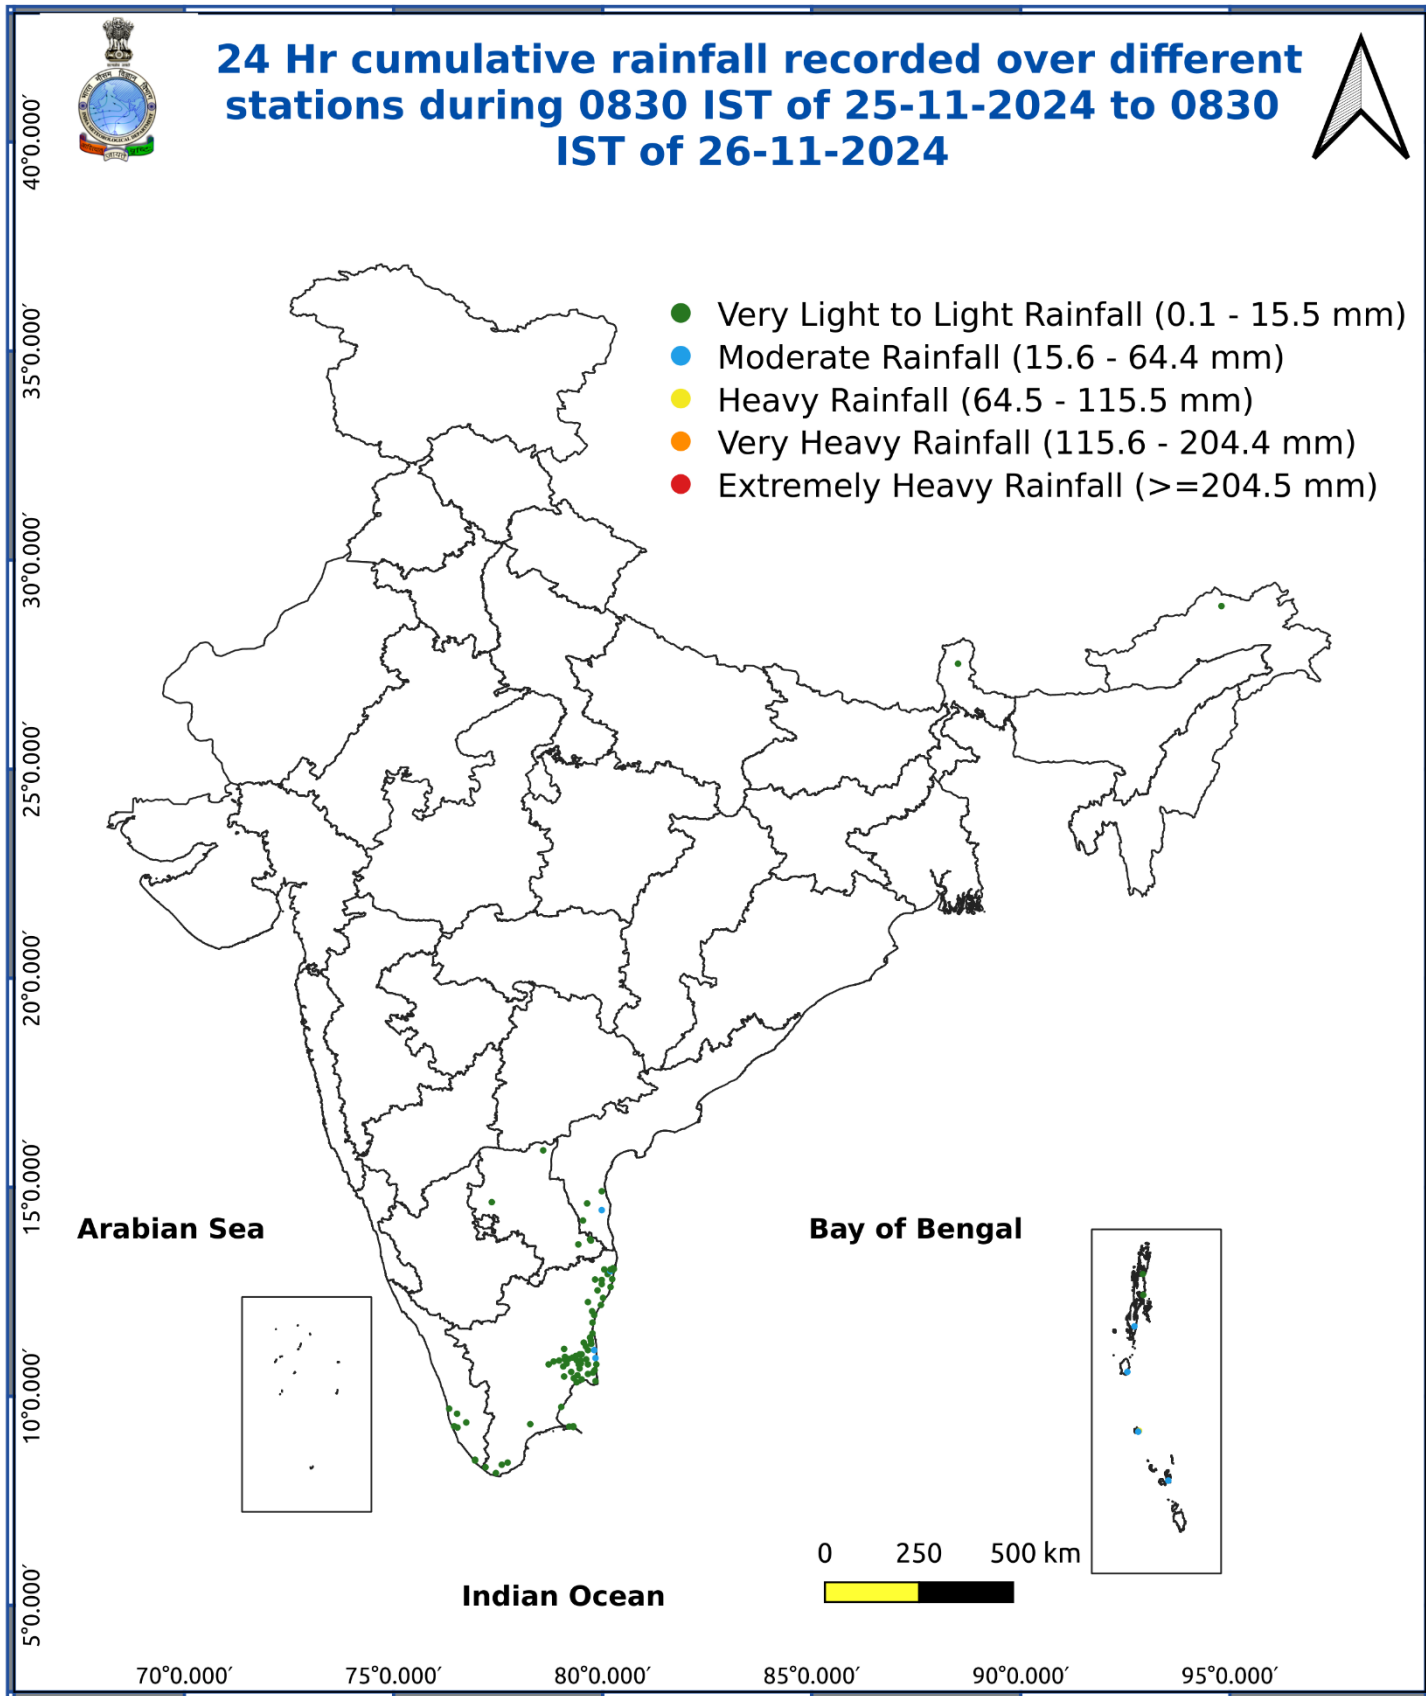 24 Hr cumulative rainfall recorded over different
stations during 0830 IST of 25-11-2024 to 0830
IST of 26-11-2024
Very Light to Light Rainfall (0.1 - 15.5 mm)
Moderate Rainfall (15.6 - 64.4 mm)
Heavy Rainfall (64.5 - 115.5 mm)
Very Heavy Rainfall (115.6 - 204.4 mm)
Extremely Heavy Rainfall (>=204.5 mm)
40°0.000′
35°0.000′
30°0.000′
25°0.000′
20°0.000′
15°0.000′
10°0.000′
5°0.000′
Arabian Sea
Bay of Bengal
Indian Ocean
0 250 500 km
70°0.000′ 75°0.000′ 80°0.000′ 85°0.000′ 90°0.000′ 95°0.000′